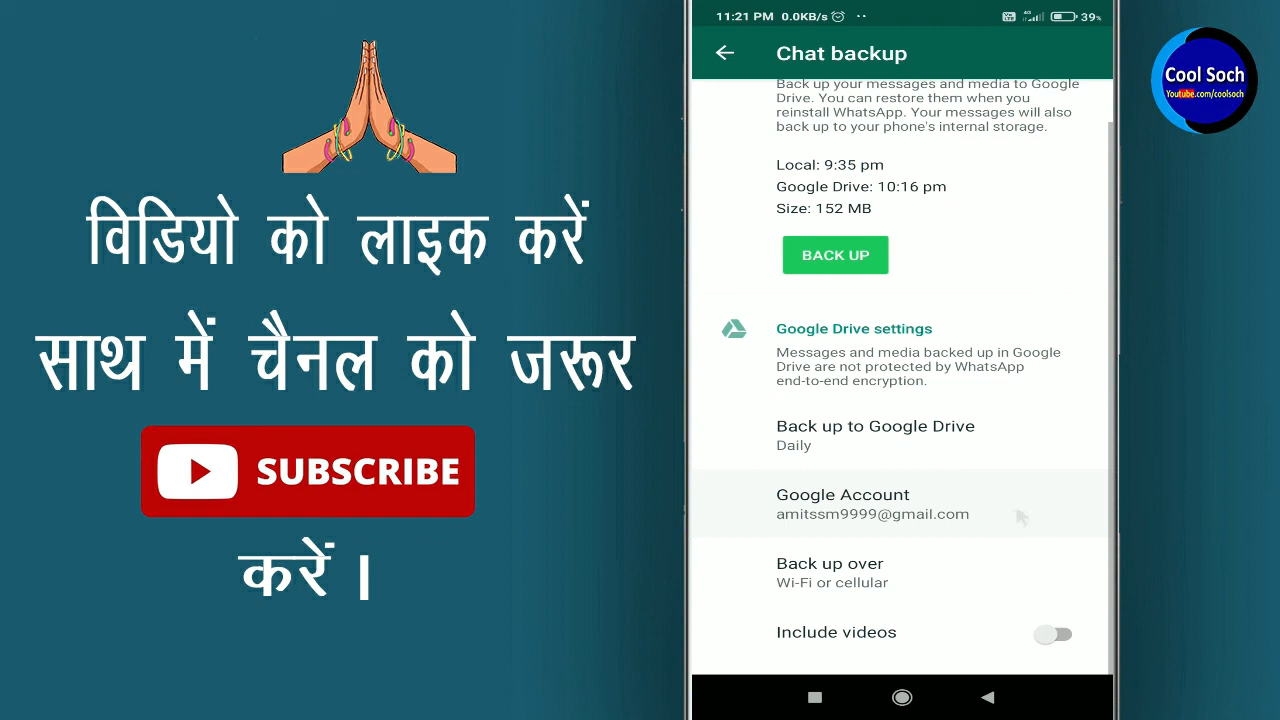 विडियो को लाइक करें
साथ में चैनल को जरूर
SUBSCRIBE
करें ।
11:21 PM 0.0KB/s
4G
39%
Chat backup
Back up your messages and media to Google
Drive. You can restore them when you
reinstall WhatsApp. Your messages will also
back up to your phone's internal storage.
Local: 9:35 pm
Google Drive: 10:16 pm
Size: 152 MB
BACK UP
Google Drive settings
Messages and media backed up in Google
Drive are not protected by WhatsApp
end-to-end encryption.
Back up to Google Drive
Daily
Google Account
amitssm9999@gmail.com
Back up over
Wi-Fi or cellular
Include videos
Cool Soch
Youtube.com/coolsoch